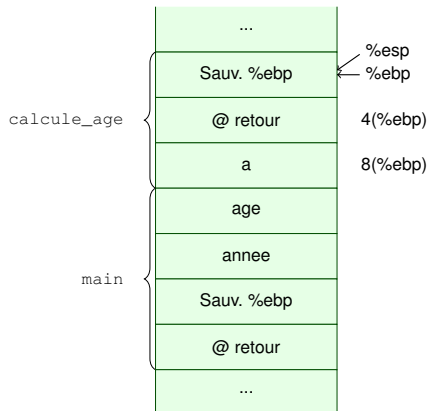 ...
%esp
Sauv. %ebp
%ebp
calcule_age
@ retour
4(%ebp)
a
8(%ebp)
age
annee
main
Sauv. %ebp
@ retour
...